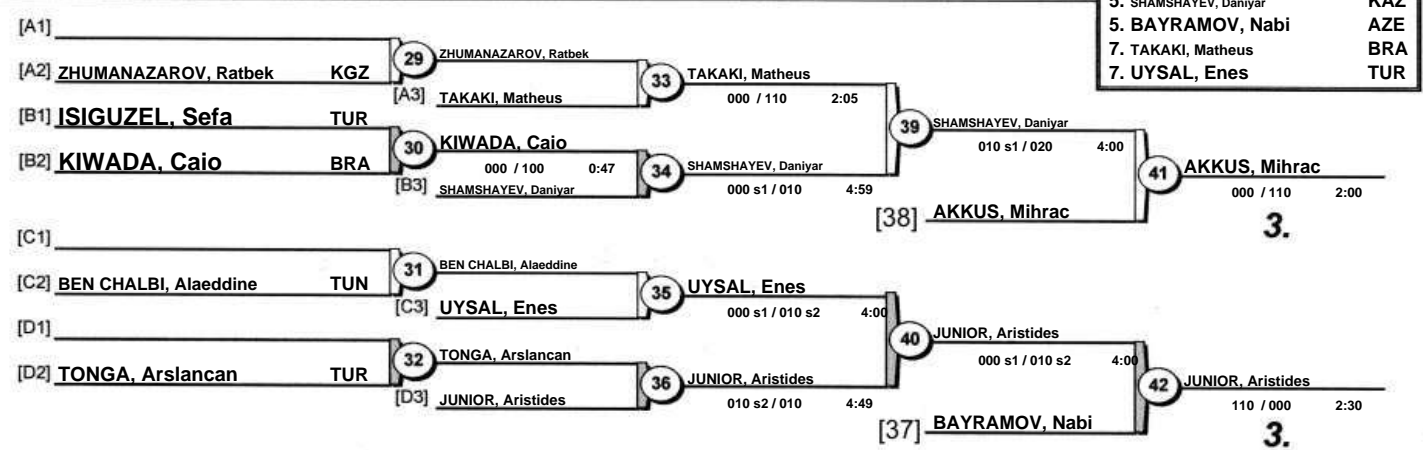 5. SHAMSHAYEV, Daniyar KAZ
5. BAYRAMOV, Nabi AZE
7. TAKAKI, Matheus BRA
7. UYSAL, Enes TUR
[A1]
[A2] ZHUMANAZAROV, Ratbek KGZ
29
ZHUMANAZAROV, Ratbek
[A3] TAKAKI, Matheus
33
TAKAKI, Matheus
000 / 110 2:05
[B1] ISIGUZEL, Sefa TUR
[B2] KIWADA, Caio BRA
30
KIWADA, Caio
000 / 100 0:47
[B3] SHAMSHAYEV, Daniyar
34
SHAMSHAYEV, Daniyar
000 s1 / 010 4:59
39
SHAMSHAYEV, Daniyar
010 s1 / 020 4:00
[38] AKKUS, Mihrac
41
AKKUS, Mihrac
000 / 110 2:00
3.
[C1]
[C2] BEN CHALBI, Alaeddine TUN
31
BEN CHALBI, Alaeddine
[C3] UYSAL, Enes
35
UYSAL, Enes
000 s1 / 010 s2 4:00
[D1]
[D2] TONGA, Arslancan TUR
32
TONGA, Arslancan
[D3] JUNIOR, Aristides
36
JUNIOR, Aristides
010 s2 / 010 4:49
40
JUNIOR, Aristides
000 s1 / 010 s2 4:00
[37] BAYRAMOV, Nabi
42
JUNIOR, Aristides
110 / 000 2:30
3.